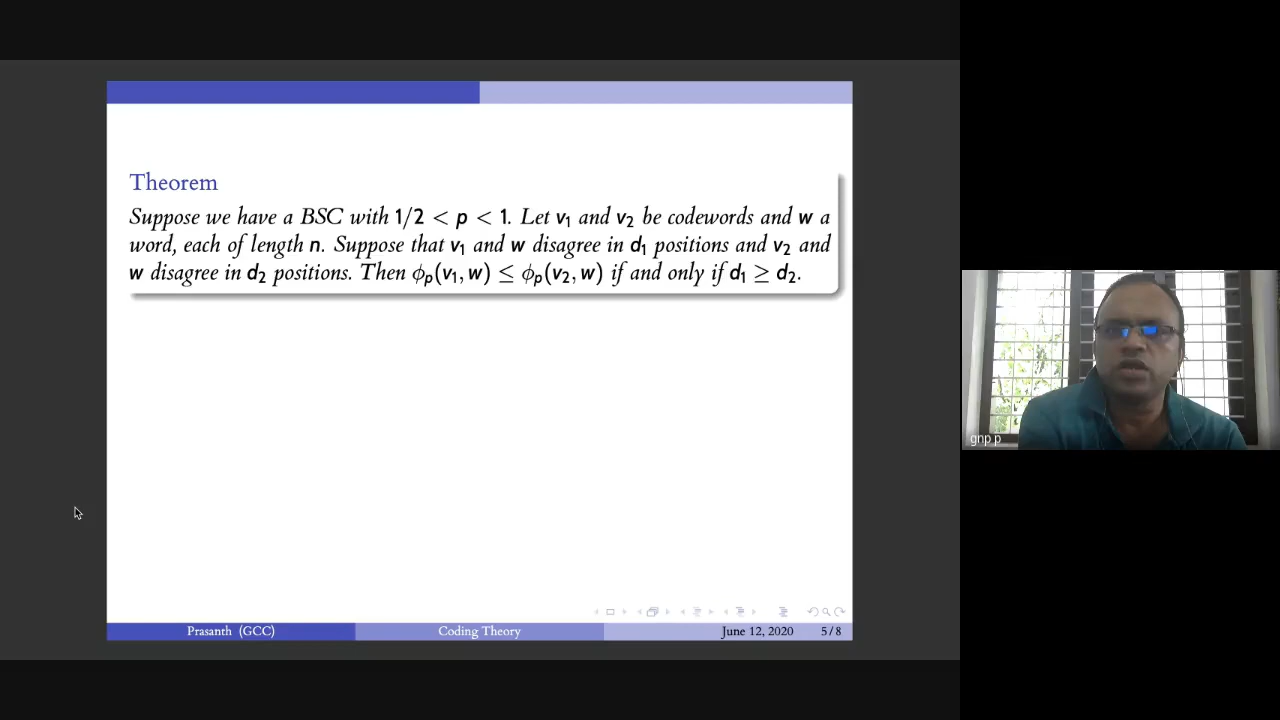 Theorem
Suppose we have a BSC with 1/2 < p < 1. Let v₁ and v₂ be codewords and w a
word, each of length n. Suppose that v₁ and w disagree in d₁ positions and v₂ and
w disagree in d₂ positions. Then ϕₚ(v₁, w) ≤ ϕₚ(v₂, w) if and only if d₁ ≥ d₂.
gnp p
Prasanth (GCC) Coding Theory June 12, 2020 5 / 8